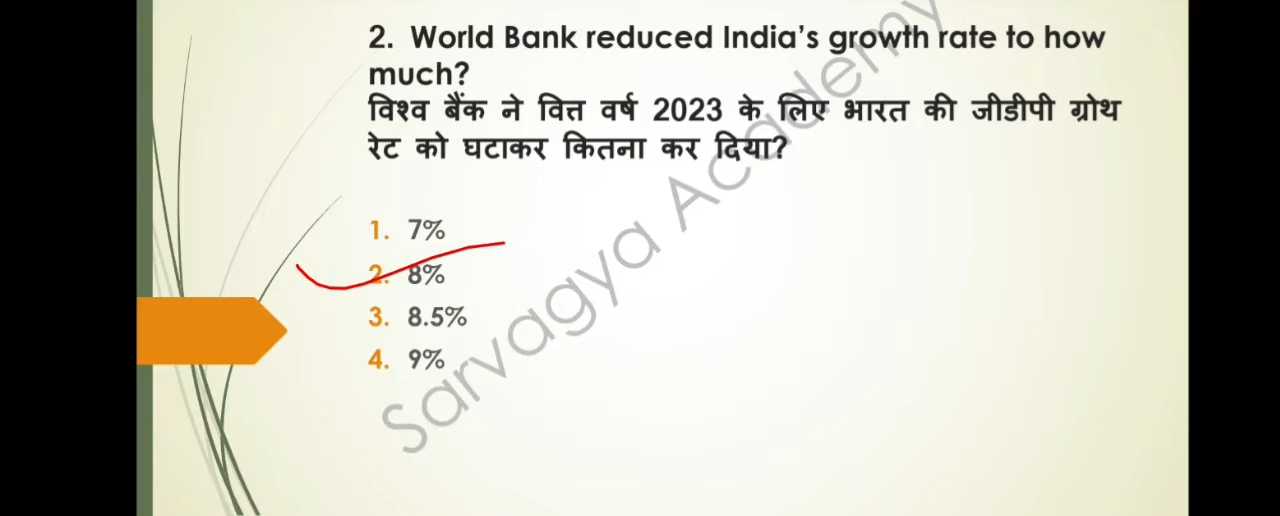 2. World Bank reduced India's growth rate to how
much?
विश्व बैंक ने वित्त वर्ष 2023 के लिए भारत की जीडीपी ग्रोथ
रेट को घटाकर कितना कर दिया?
1. 7%
2. 8%
3. 8.5%
4. 9%
Sarvagya Academy